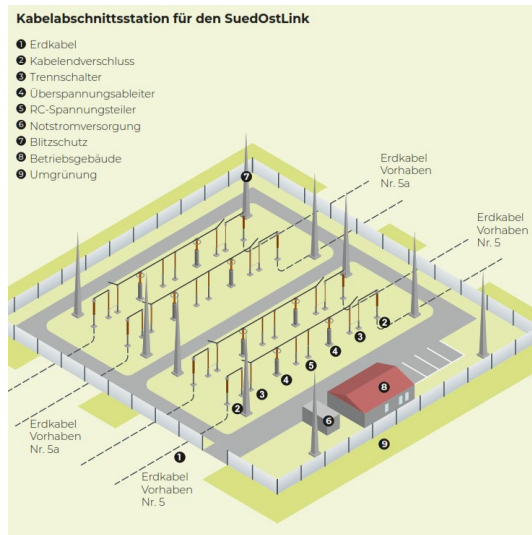 Kabelabschnittsstation für den SuedOstLink
1 Erdkabel
2 Kabelendverschluss
3 Trennschalter
4 Überspannungsableiter
5 RC-Spannungsteiler
6 Notstromversorgung
7 Blitzschutz
8 Betriebsgebäude
9 Umgrünung
7
Erdkabel
Vorhaben
Nr. 5a
Erdkabel
Vorhaben
Nr. 5
2
3
4
5
4
3
2
8
6
9
1
Erdkabel
Vorhaben
Nr. 5a
Erdkabel
Vorhaben
Nr. 5